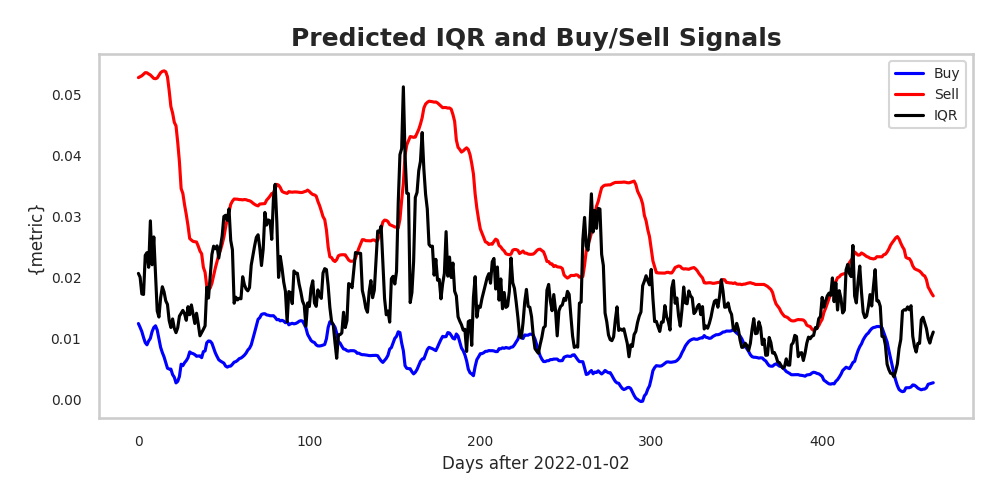 Predicted IQR and Buy/Sell Signals
Buy
Sell
IQR
0.05
0.04
0.03
0.02
0.01
0.00
{metric}
0
100
200
300
400
Days after 2022-01-02